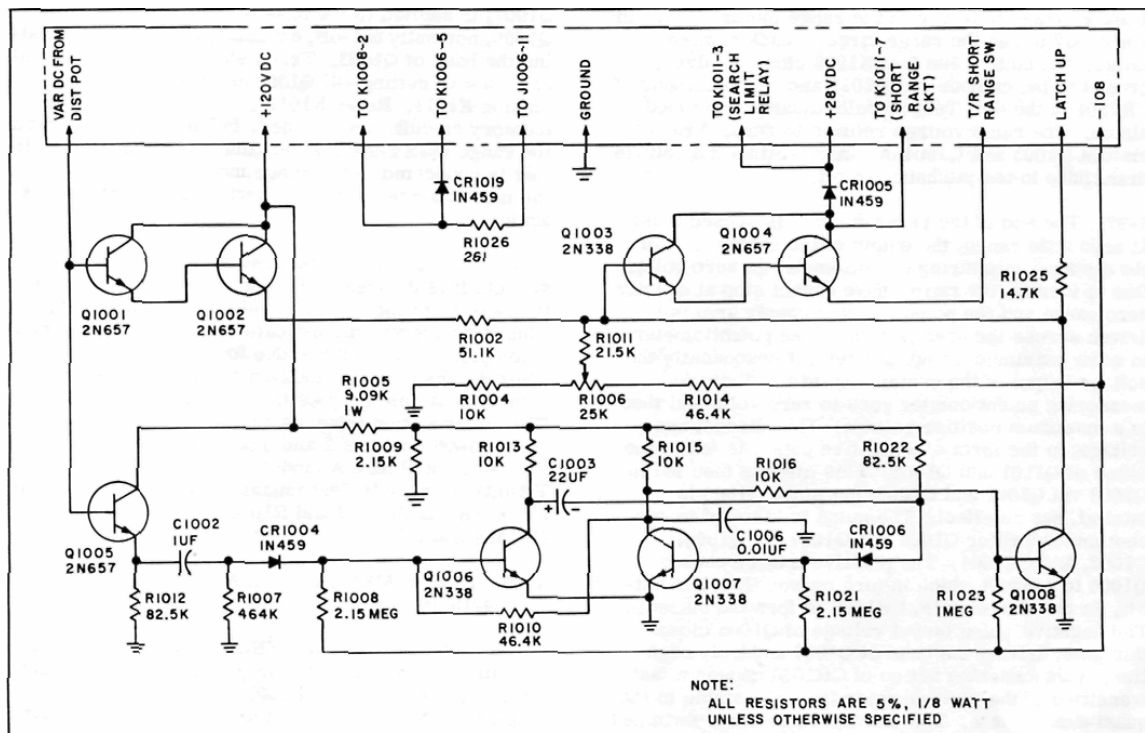 VAR DC FROM
DIST POT
+120VDC
TO K1008-2
TO K1006-5
TO J1006-11
GROUND
TO K1011-3
(SEARCH
LIMIT
RELAY)
+28VDC
TO K1011-7
(SHORT
RANGE
CKT)
T/R SHORT
RANGE SW
LATCH UP
-108
CR1019
1N459
R1026
261
CR1005
1N459
Q1003
2N338
Q1004
2N657
R1025
14.7K
Q1001
2N657
Q1002
2N657
R1002
51.1K
R1011
21.5K
R1005
9.09K
1W
R1004
10K
R1006
25K
R1014
46.4K
R1009
2.15K
R1013
10K
C1003
22UF
+
-
R1015
10K
R1016
10K
R1022
82.5K
Q1005
2N657
C1002
1UF
CR1004
1N459
Q1006
2N338
C1006
0.01UF
CR1006
1N459
Q1007
2N338
R1012
82.5K
R1007
464K
R1008
2.15 MEG
R1010
46.4K
R1021
2.15 MEG
R1023
1MEG
Q1008
2N338
NOTE:
ALL RESISTORS ARE 5%, 1/8 WATT
UNLESS OTHERWISE SPECIFIED